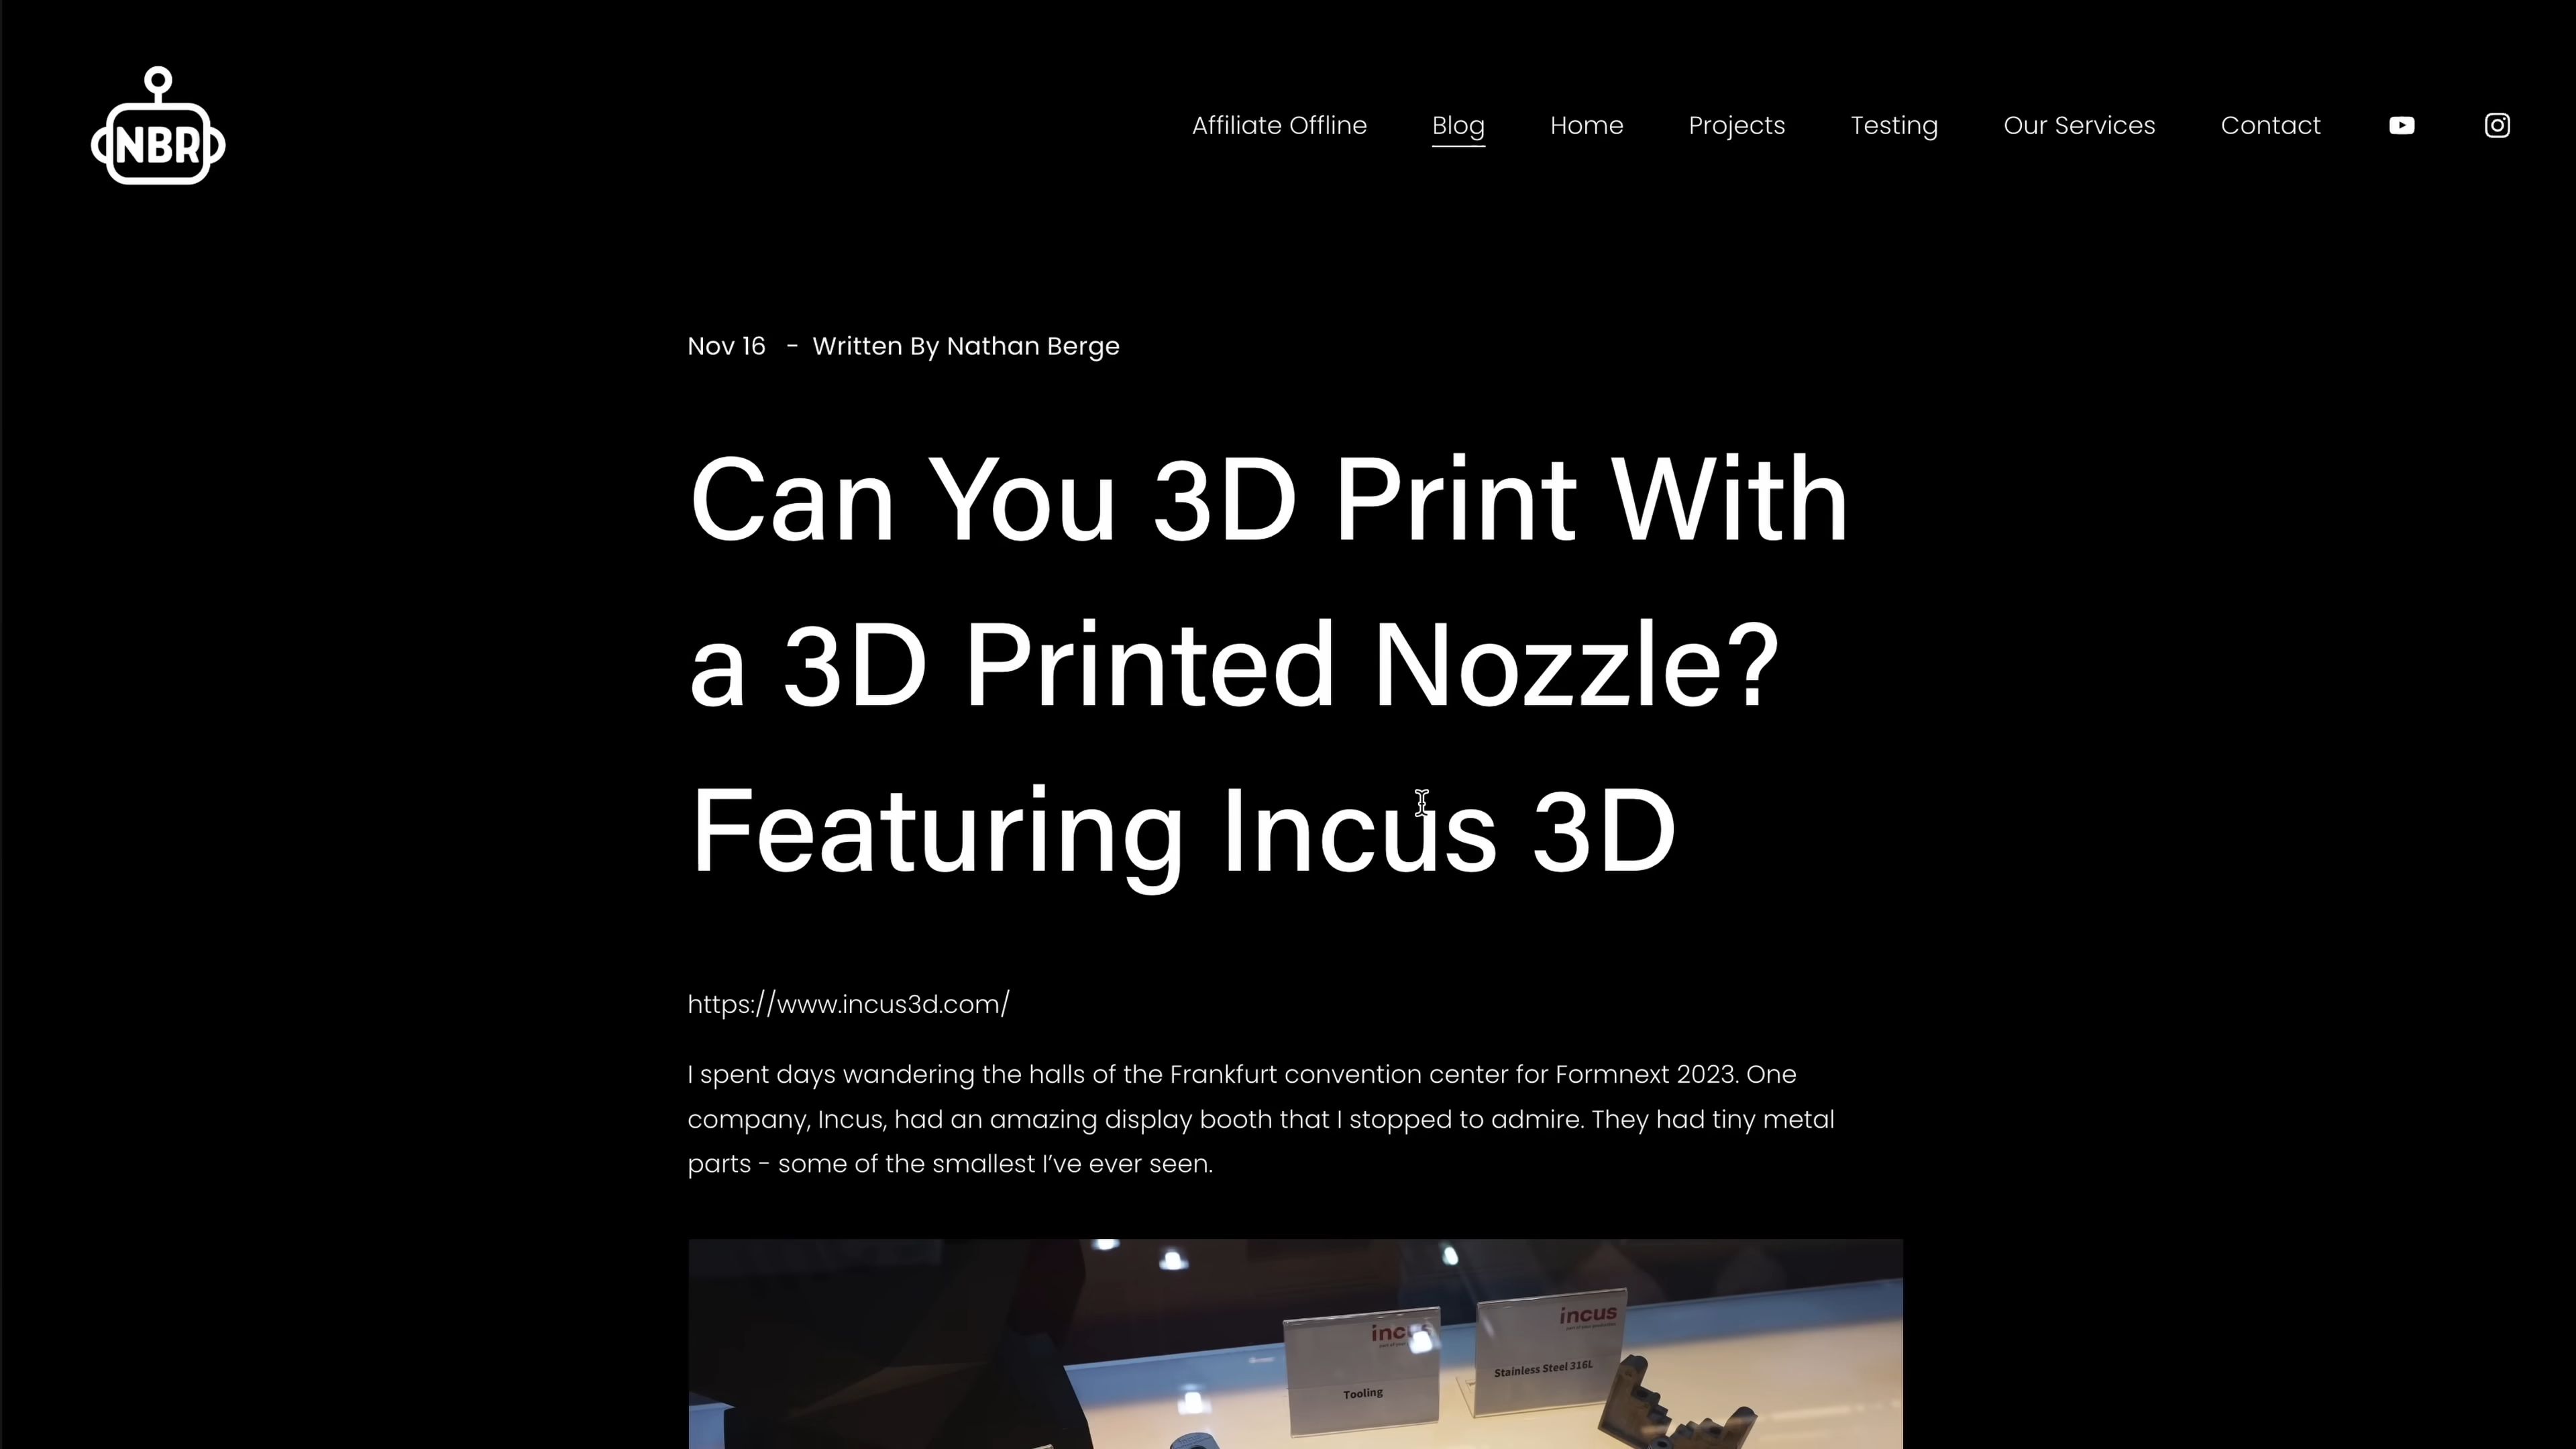 NBR
Affiliate Offline Blog Home Projects Testing Our Services Contact
Nov 16 - Written By Nathan Berge
Can You 3D Print With
a 3D Printed Nozzle?
Featuring Incus 3D
https://www.incus3d.com/
I spent days wandering the halls of the Frankfurt convention center for Formnext 2023. One
company, Incus, had an amazing display booth that I stopped to admire. They had tiny metal
parts - some of the smallest I’ve ever seen.
incus
Stainless Steel 316L
Tooling